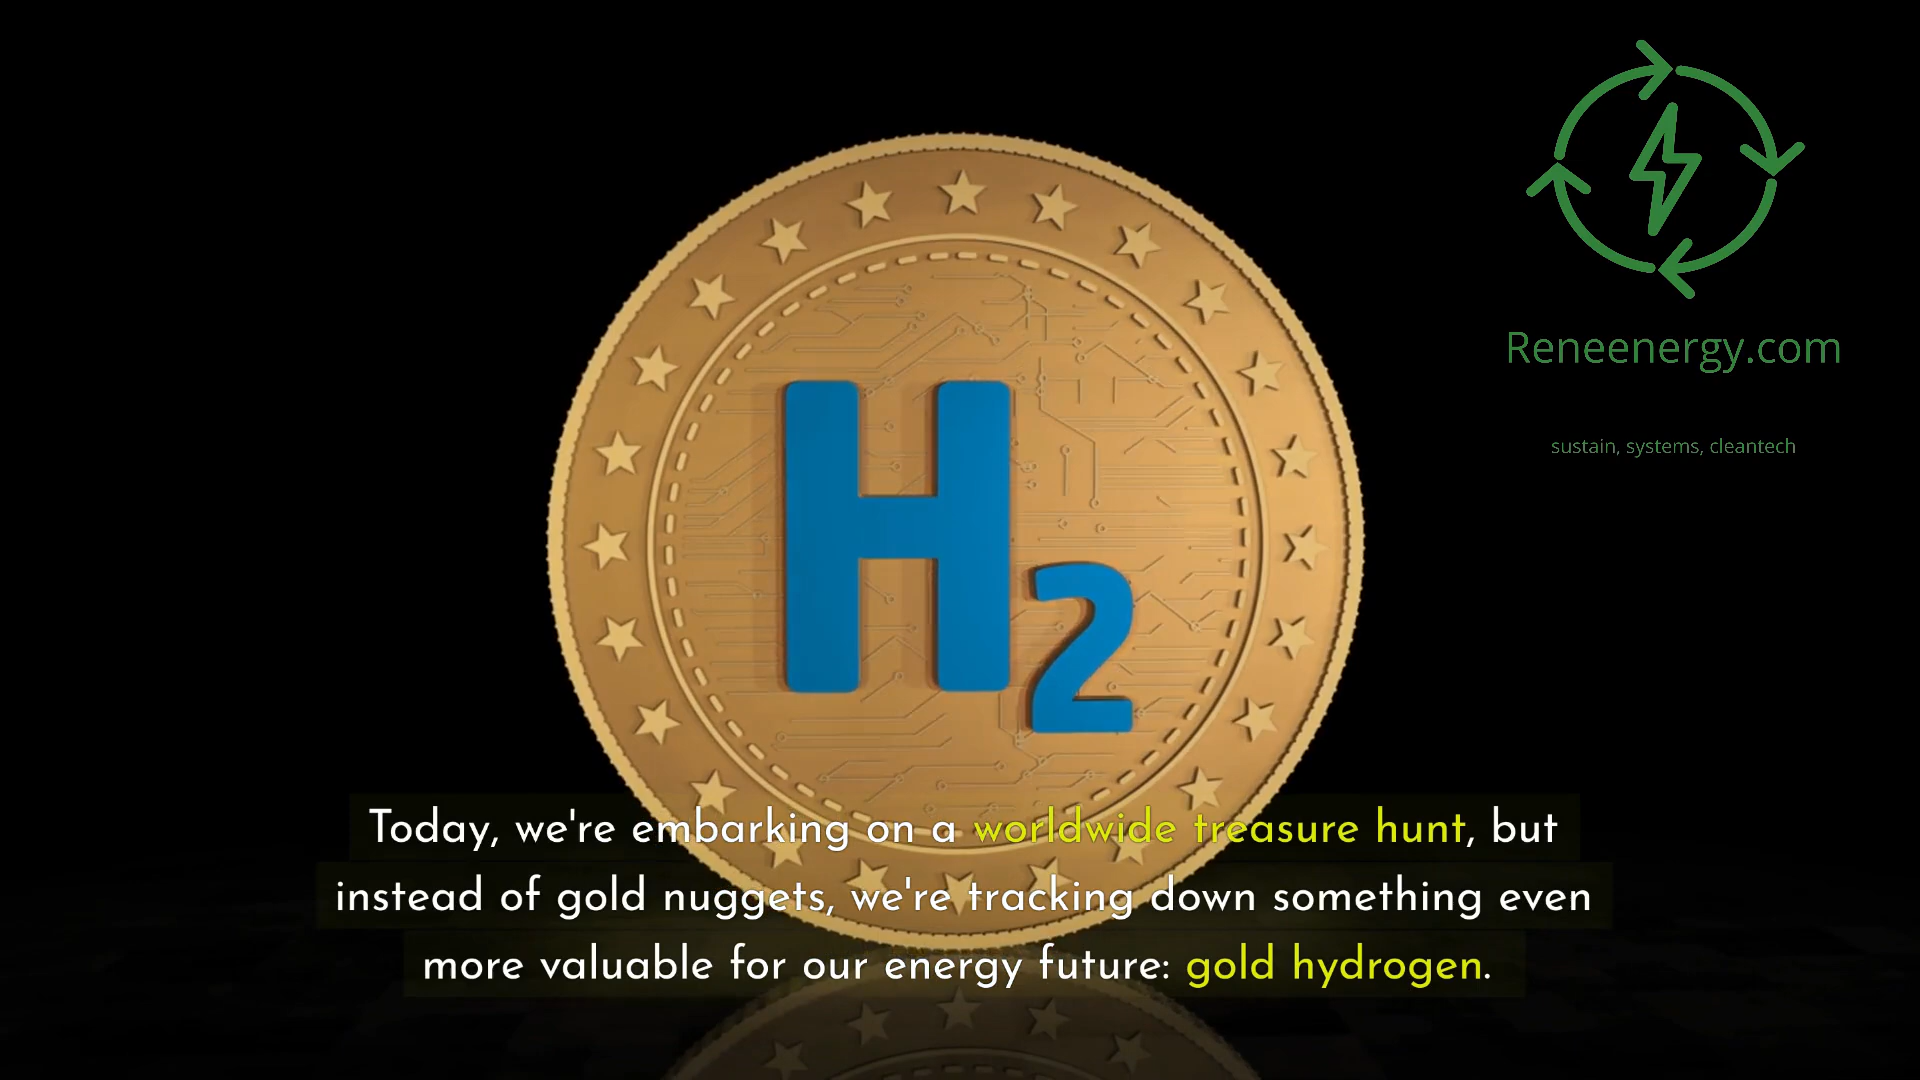 H2
Reneenergy.com
sustain, systems, cleantech
Today, we're embarking on a worldwide treasure hunt, but
instead of gold nuggets, we're tracking down something even
more valuable for our energy future: gold hydrogen.